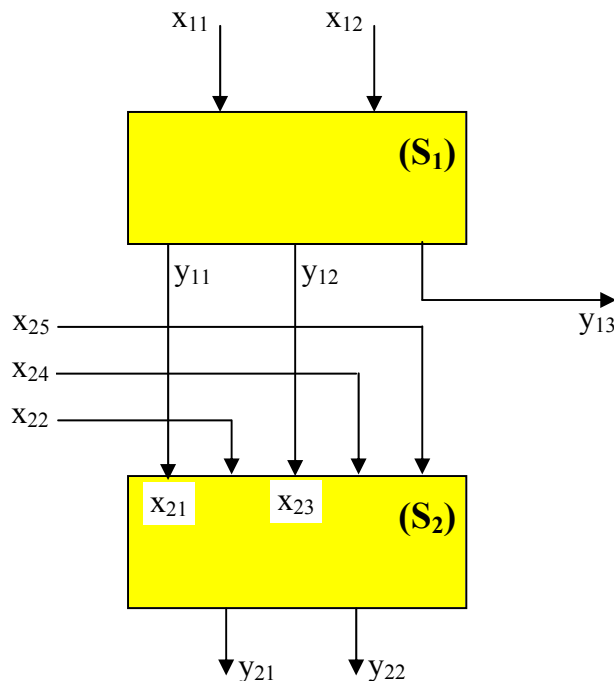 x₁₁ x₁₂
(S₁)
y₁₁ y₁₂
x₂₅ y₁₃
x₂₄
x₂₂
x₂₁ x₂₃ (S₂)
y₂₁ y₂₂